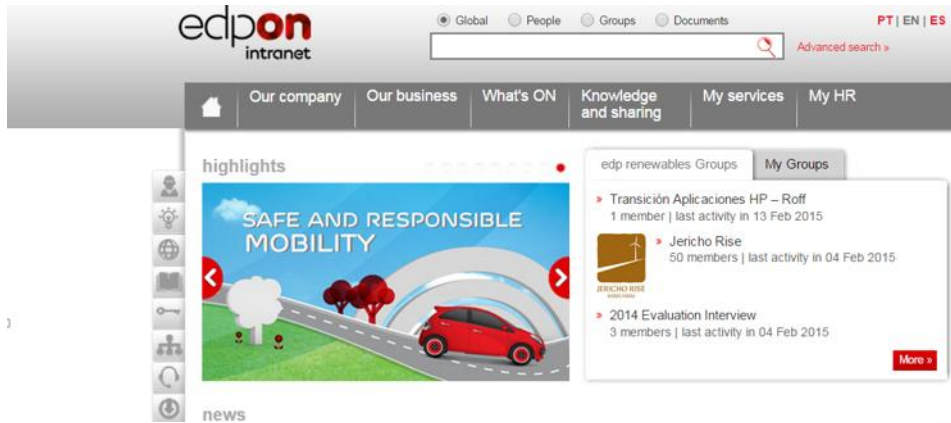 edpon
intranet
Global People Groups Documents
PT | EN | ES
Advanced search »
Our company
Our business
What's ON
Knowledge
and sharing
My services
My HR
highlights
SAFE AND RESPONSIBLE
MOBILITY
edp renewables Groups
My Groups
» Transición Aplicaciones HP – Roff
1 member | last activity in 13 Feb 2015
» Jericho Rise
50 members | last activity in 04 Feb 2015
JERICHO RISE
» 2014 Evaluation Interview
3 members | last activity in 04 Feb 2015
More »
news